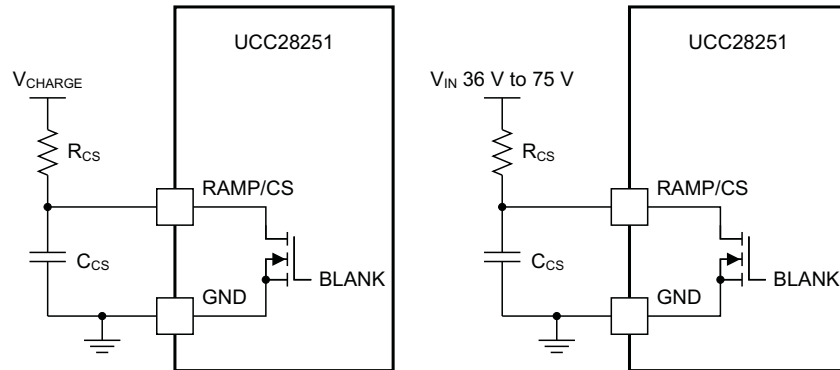 UCC28251
V_CHARGE
R_CS
RAMP/CS
C_CS
BLANK
GND
UCC28251
V_IN 36 V to 75 V
R_CS
RAMP/CS
C_CS
BLANK
GND